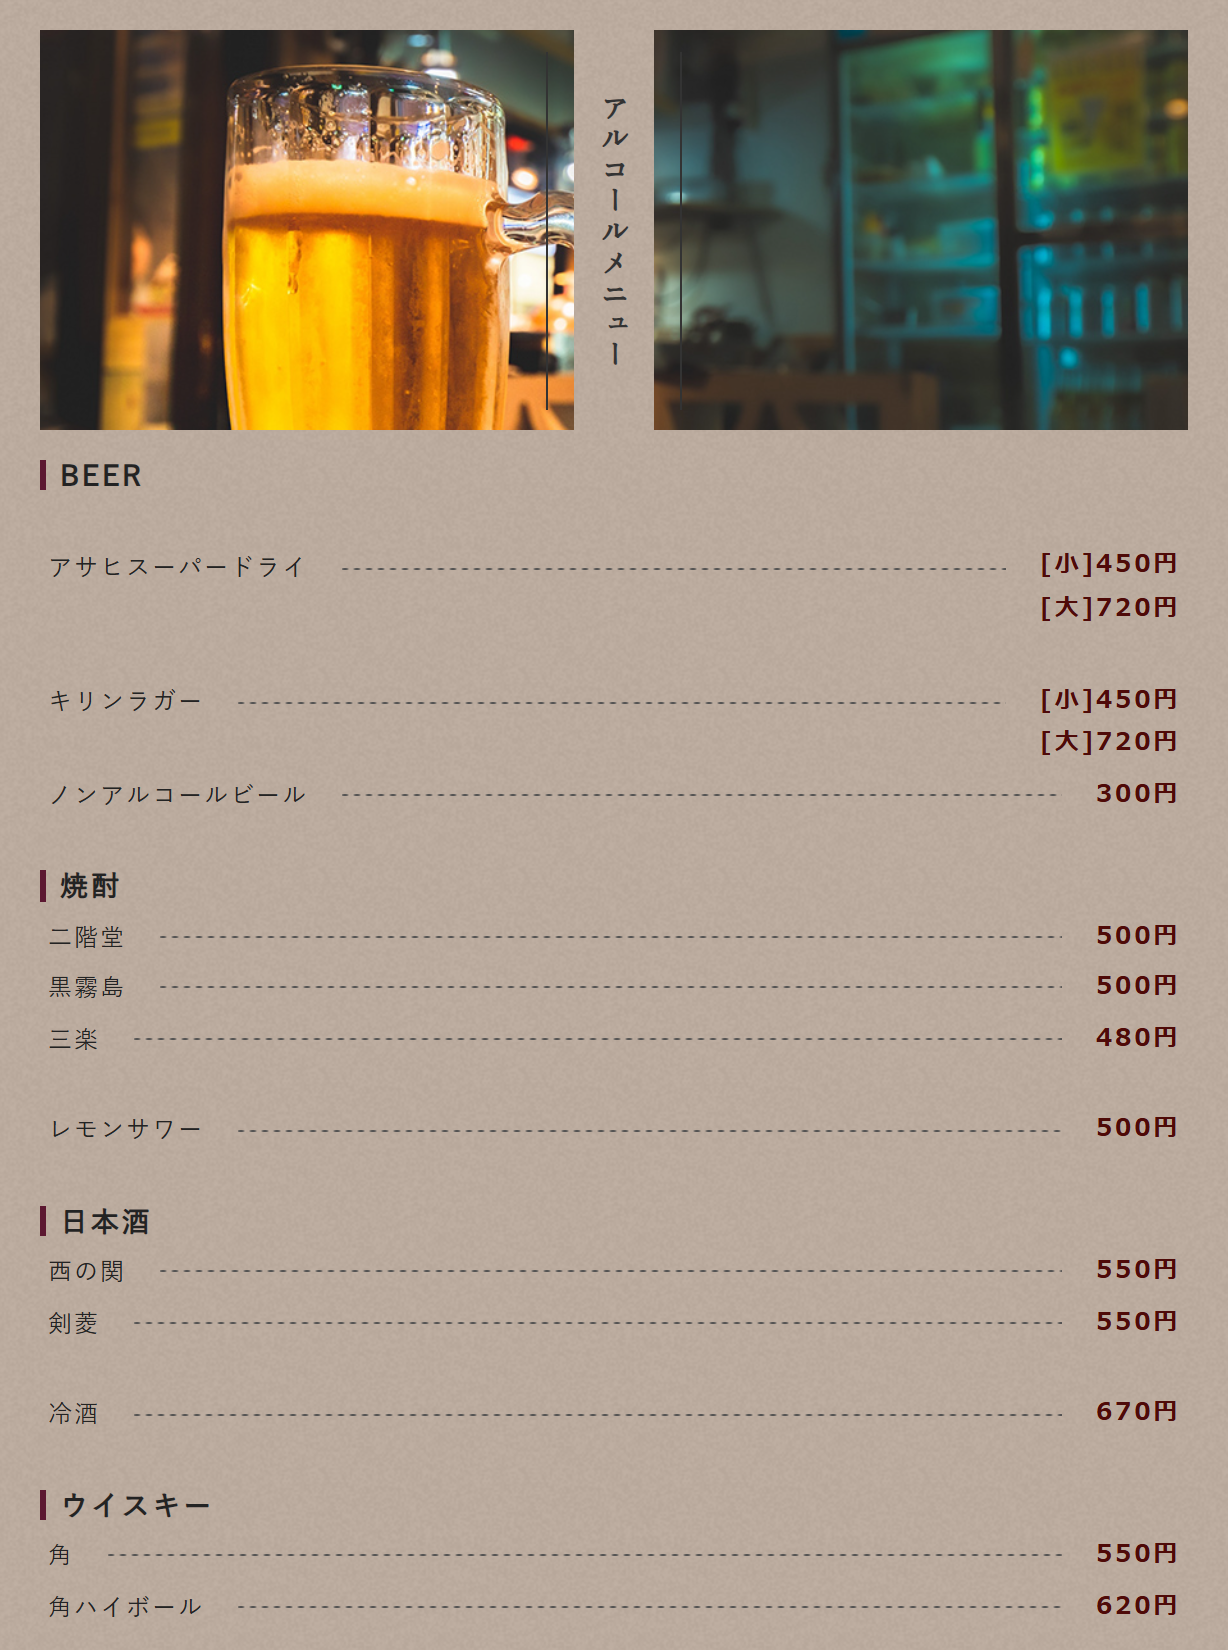 アルコールメニュー
BEER
アサヒスーパードライ [小]450円
[大]720円
キリンラガー [小]450円
[大]720円
ノンアルコールビール 300円
焼酎
二階堂 500円
黒霧島 500円
三楽 480円
レモンサワー 500円
日本酒
西の関 550円
剣菱 550円
冷酒 670円
ウイスキー
角 550円
角ハイボール 620円